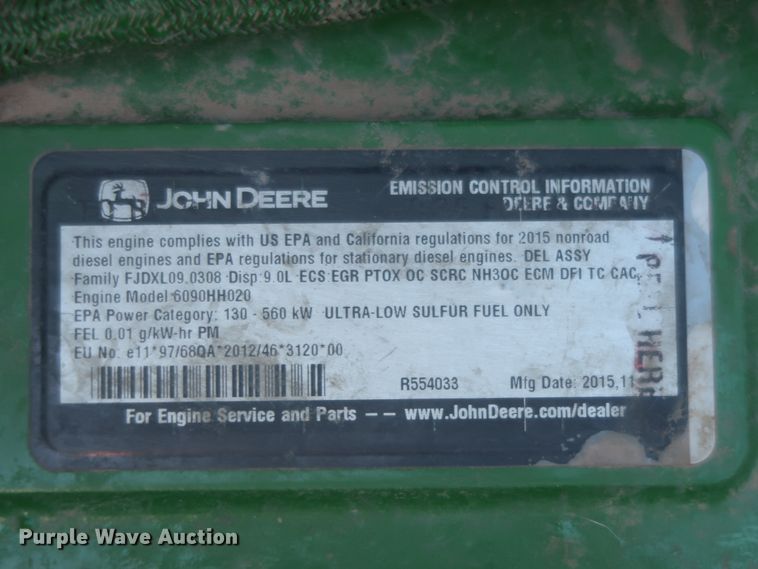 JOHN DEERE
EMISSION CONTROL INFORMATION
DEERE & COMPANY
This engine complies with US EPA and California regulations for 2015 nonroad
diesel engines and EPA regulations for stationary diesel engines. DEL ASSY
Family FJDXL09.0308 Disp 9.0L ECS EGR PTOX OC SCRC NH3OC ECM DFI TC CAC
Engine Model 6090HH020
EPA Power Category: 130 - 560 kW ULTRA-LOW SULFUR FUEL ONLY
FEL 0.01 g/kW-hr PM
EU No. e11*97/68QA*2012/46*3120*00
R554033 Mfg Date: 2015,11
For Engine Service and Parts -- www.JohnDeere.com/dealer
Purple Wave Auction